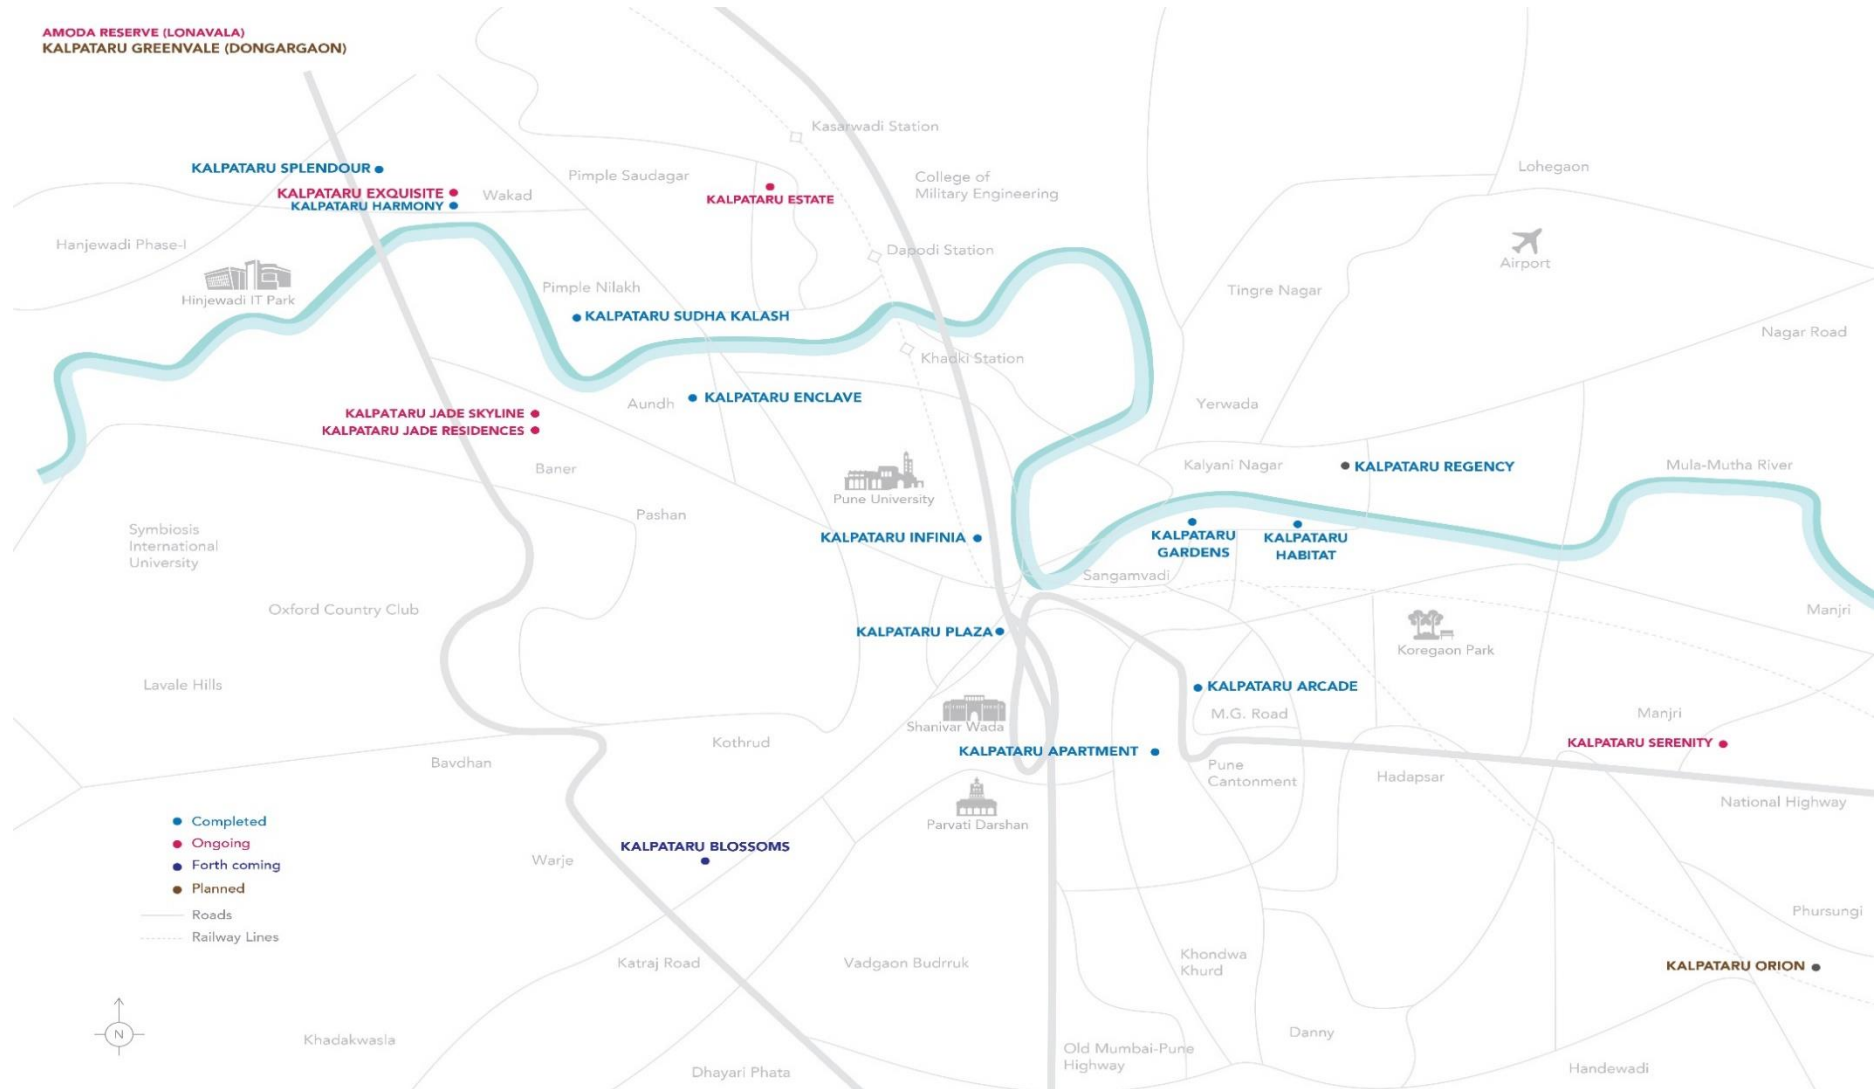 AMODA RESERVE (LONAVALA)
KALPATARU GREENVALE (DONGARGAON)
Kasarwadi Station
KALPATARU SPLENDOUR
Pimple Saudagar
College of
Military Engineering
Lohegaon
KALPATARU EXQUISITE
KALPATARU HARMONY
Wakad
KALPATARU ESTATE
Hanjewadi Phase-I
Dapodi Station
Airport
Hinjewadi IT Park
Pimple Nilakh
Tingre Nagar
KALPATARU SUDHA KALASH
Nagar Road
Khadki Station
KALPATARU JADE SKYLINE
KALPATARU JADE RESIDENCES
Aundh
KALPATARU ENCLAVE
Yerwada
Baner
Kalyani Nagar
KALPATARU REGENCY
Mula-Mutha River
Pune University
Pashan
Symbiosis
International
University
KALPATARU INFINIA
KALPATARU
GARDENS
KALPATARU
HABITAT
Sangamvadi
Oxford Country Club
Manjri
KALPATARU PLAZA
Koregaon Park
Lavale Hills
KALPATARU ARCADE
M.G. Road
Shanivar Wada
Manjri
Kothrud
KALPATARU APARTMENT
KALPATARU SERENITY
Bavdhan
Pune
Cantonment
Hadapsar
National Highway
Parvati Darshan
Completed
Ongoing
Forth coming
Planned
Roads
Railway Lines
KALPATARU BLOSSOMS
Warje
Phursungi
Katraj Road
Vadgaon Budrruk
Khondwa
Khurd
KALPATARU ORION
N
Khadakwasla
Danny
Old Mumbai-Pune
Highway
Dhayari Phata
Handewadi